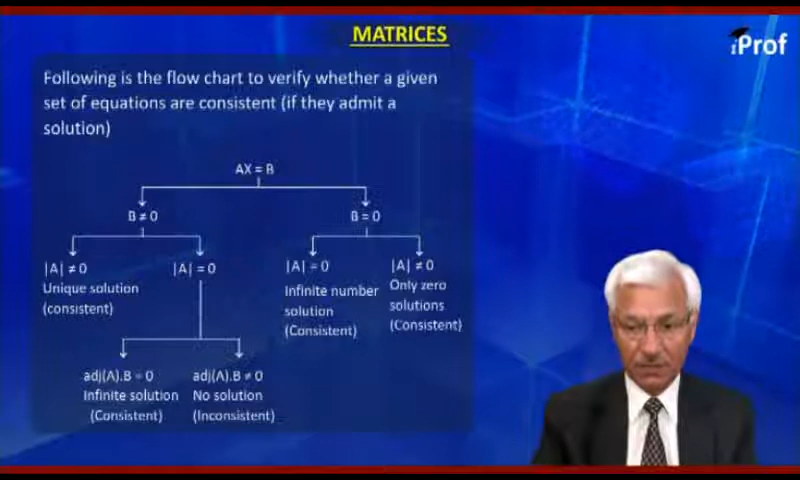 MATRICES
iProf
Following is the flow chart to verify whether a given
set of equations are consistent (if they admit a
solution)
AX = B
B ≠ 0
B = 0
|A| ≠ 0
Unique solution
(consistent)
|A| = 0
|A| = 0
Infinite number
solution
(Consistent)
|A| ≠ 0
Only zero
solutions
(Consistent)
adj(A).B = 0
Infinite solution
(Consistent)
adj(A).B ≠ 0
No solution
(Inconsistent)